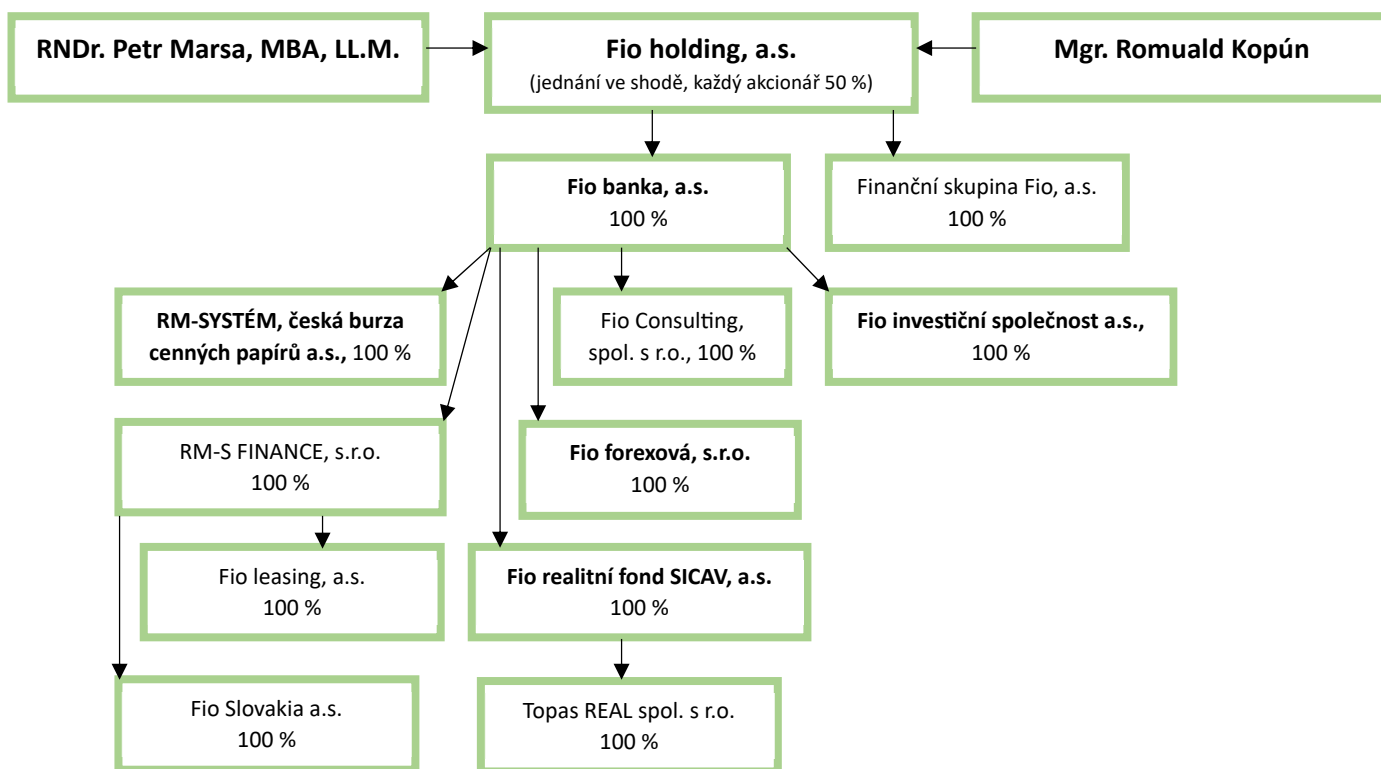 RNDr. Petr Marsa, MBA, LL.M.
Fio holding, a.s.
(jednání ve shodě, každý akcionář 50 %)
Mgr. Romuald Kopún
Fio banka, a.s.
100 %
Finanční skupina Fio, a.s.
100 %
RM-SYSTÉM, česká burza
cenných papírů a.s., 100 %
Fio Consulting,
spol. s r.o., 100 %
Fio investiční společnost a.s.,
100 %
RM-S FINANCE, s.r.o.
100 %
Fio forexová, s.r.o.
100 %
Fio leasing, a.s.
100 %
Fio realitní fond SICAV, a.s.
100 %
Fio Slovakia a.s.
100 %
Topas REAL spol. s r.o.
100 %